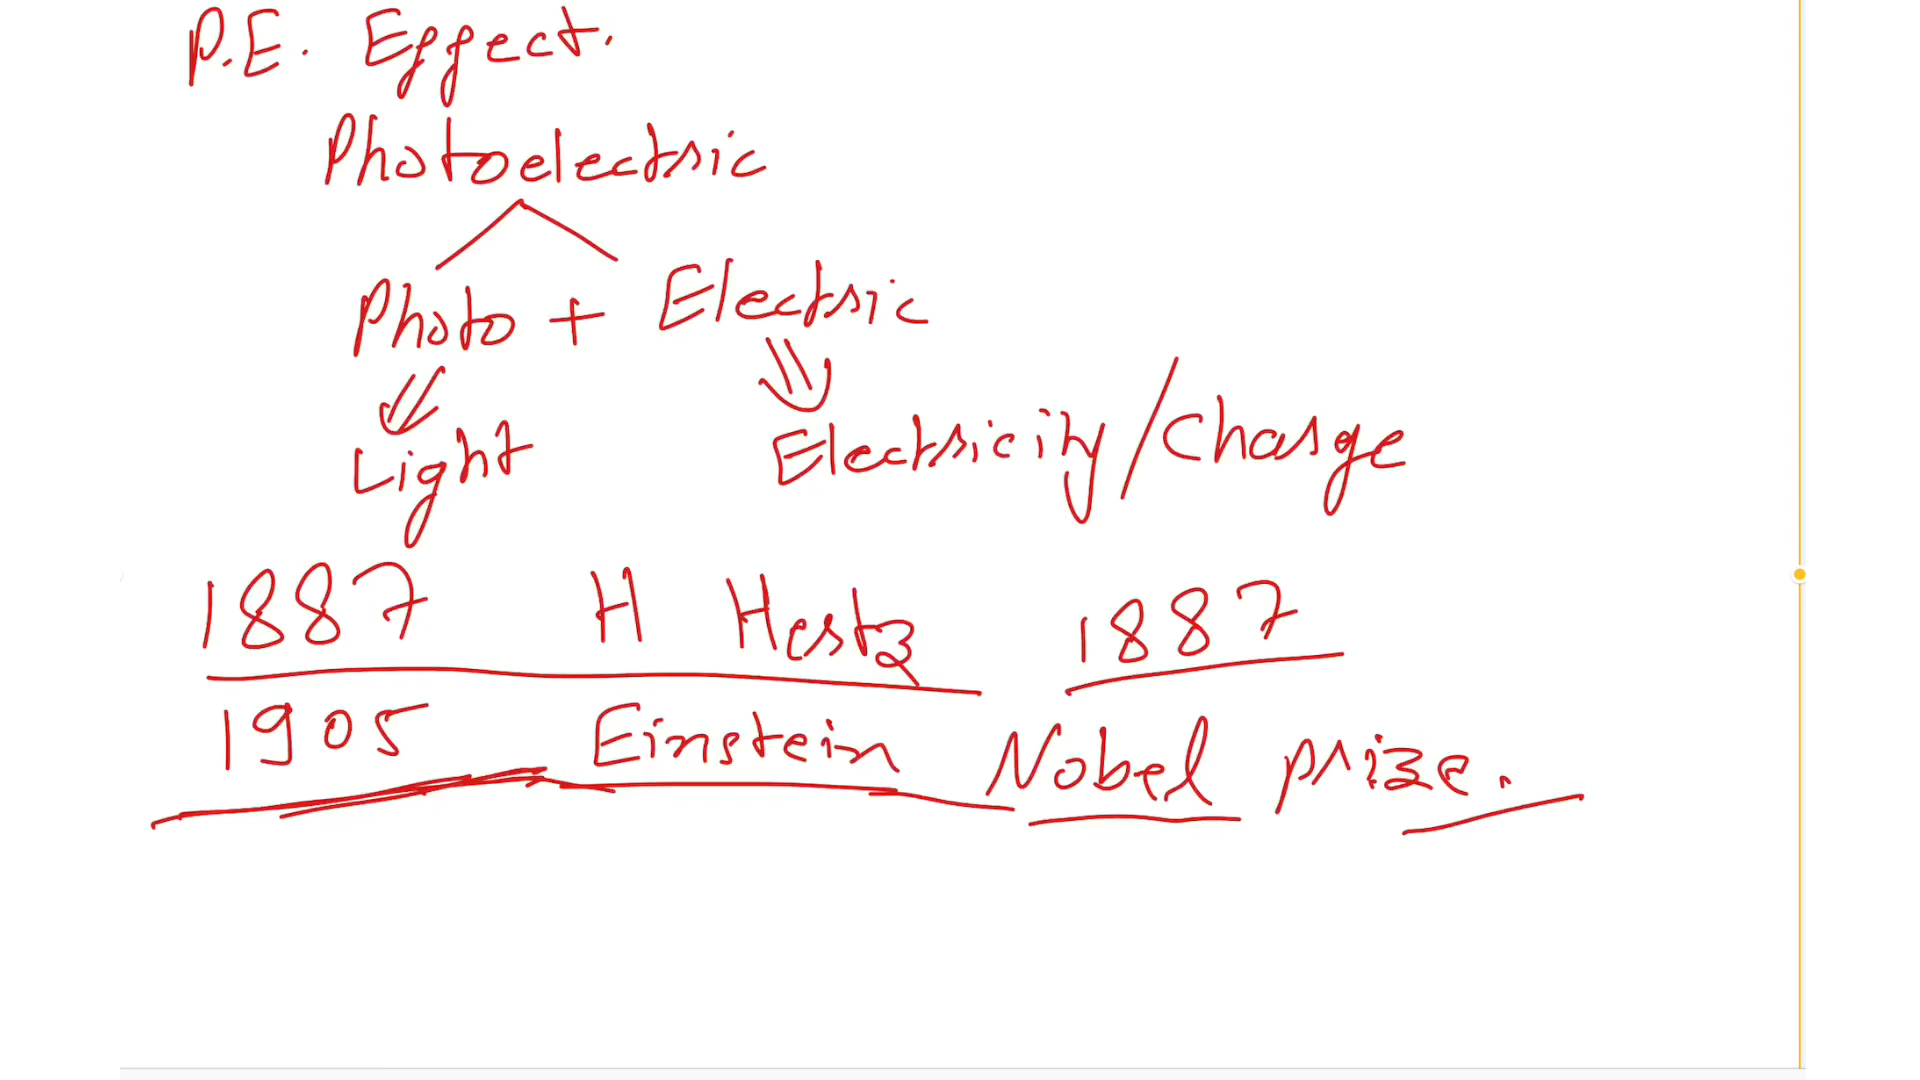 P.E. Effect.
Photoelectric
Photo + Electric
Light Electricity/Charge
1887 H Hertz 1887
1905 Einstein Nobel prize.